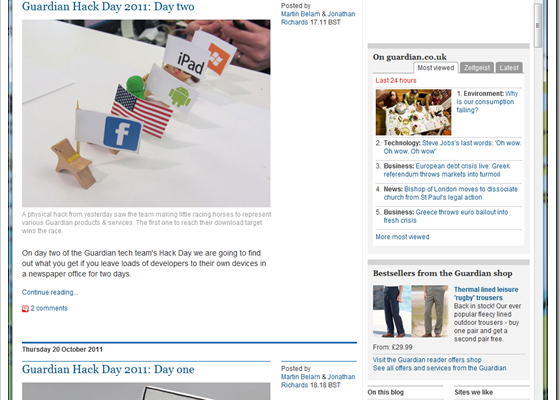 Guardian Hack Day 2011: Day two
iPad
f
A physical hack from yesterday saw the team making little racing horses to represent
various Guardian products & services. The first one to reach their download target
wins the race.
On day two of the Guardian tech team's Hack Day we are going to find
out what you get if you leave loads of developers to their own devices in
a newspaper office for two days.
Continue reading...
2 comments
Posted by
Martin Belam & Jonathan
Richards 17.11 BST
Thursday 20 October 2011
Guardian Hack Day 2011: Day one
Posted by
Martin Belam & Jonathan
Richards 18.18 BST
On guardian.co.uk
Most viewed
Zeitgeist
Latest
Last 24 hours
1. Environment: Why
is our consumption
falling?
2. Technology: Steve Jobs's last words: 'Oh wow.
Oh wow. Oh wow'
3. Business: European debt crisis live: Greek
referendum throws markets into turmoil
4. News: Bishop of London moves to dissociate
church from St Paul's legal action
5. Business: Greece throws euro bailout into
fresh crisis
More most viewed
Bestsellers from the Guardian shop
Thermal lined leisure
'rugby' trousers
Back in stock! Our ever
popular fleecy lined
outdoor trousers - buy
one pair and get a
second pair free.
From: £29.99
Visit the Guardian reader offers shop
See all offers and services from the Guardian
On this blog
Sites we like